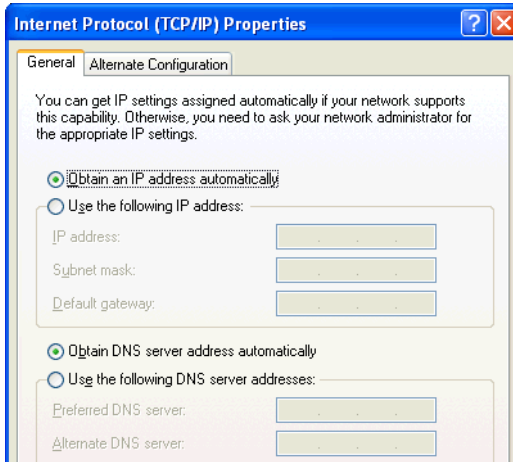 Internet Protocol (TCP/IP) Properties
General Alternate Configuration
You can get IP settings assigned automatically if your network supports
this capability. Otherwise, you need to ask your network administrator for
the appropriate IP settings.
Obtain an IP address automatically
Use the following IP address:
IP address:
Subnet mask:
Default gateway:
Obtain DNS server address automatically
Use the following DNS server addresses:
Preferred DNS server:
Alternate DNS server: